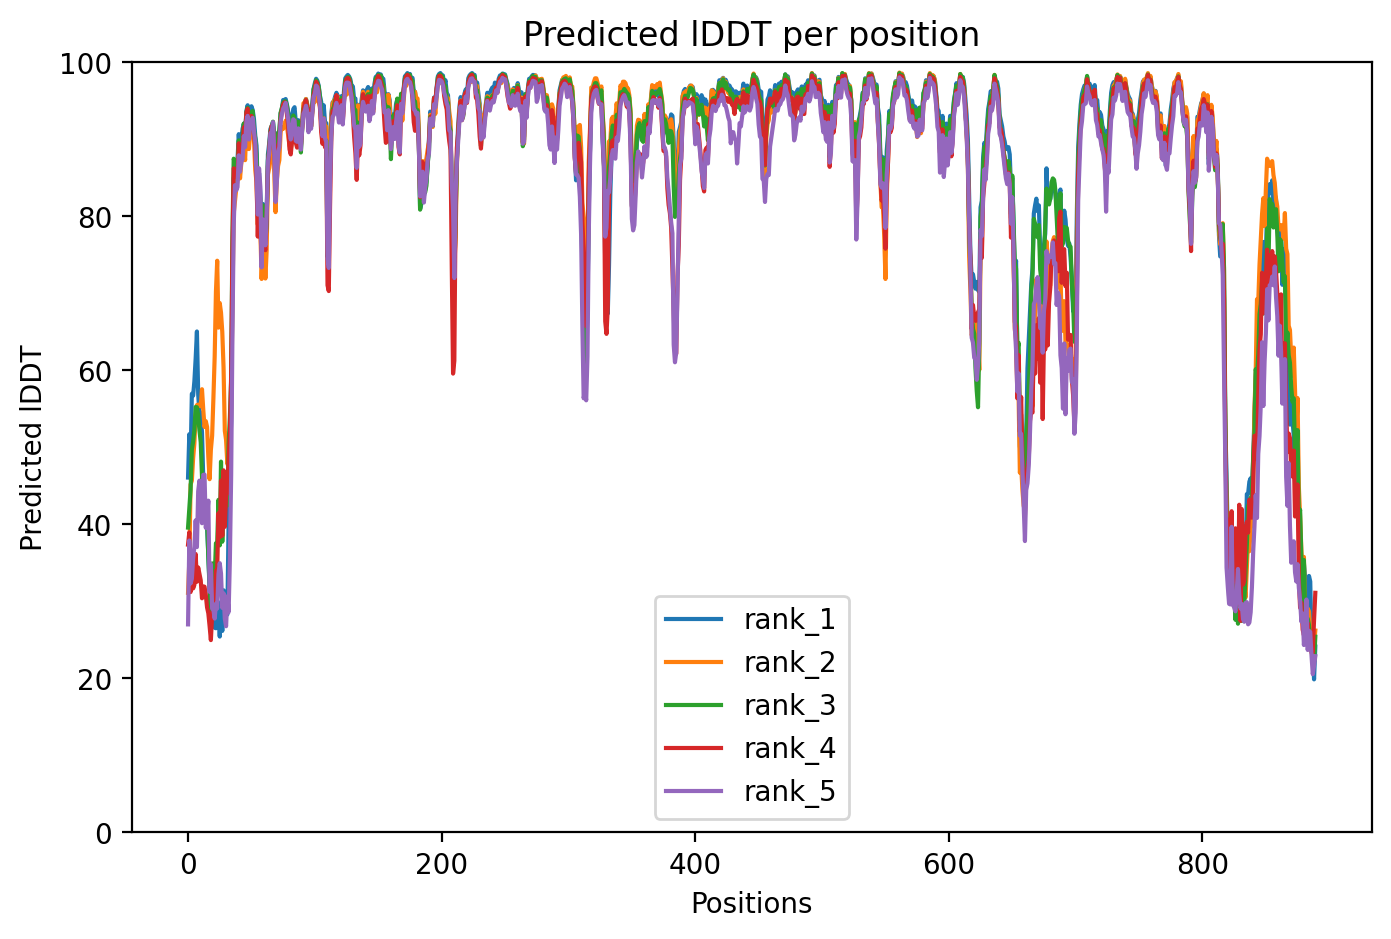 Predicted lDDT per position
100
80
60
40
20
0
Predicted lDDT
0 200 400 600 800
Positions
rank_1
rank_2
rank_3
rank_4
rank_5